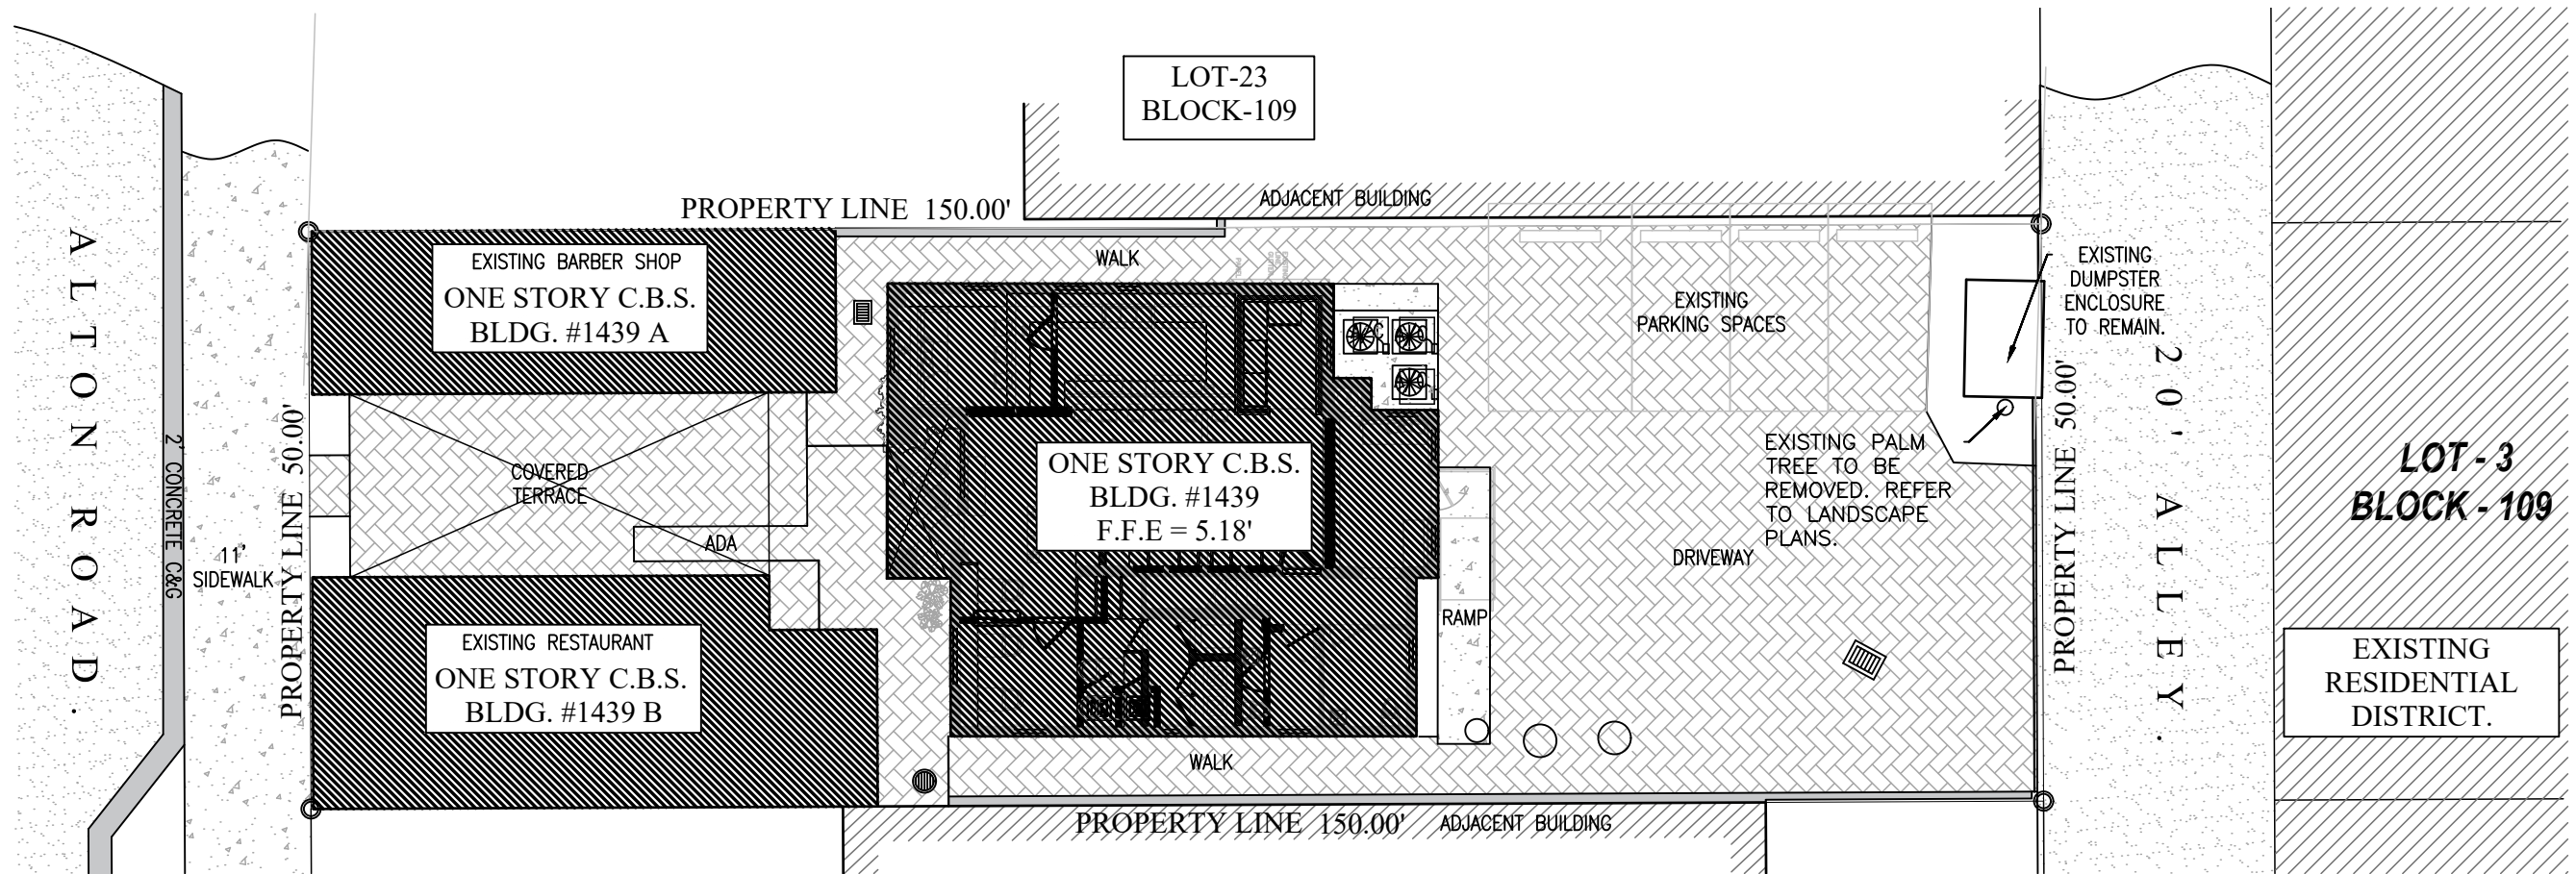 LOT-23
BLOCK-109
PROPERTY LINE 150.00'
ADJACENT BUILDING
ALTON ROAD.
2' CONCRETE C&G
11'
SIDEWALK
PROPERTY LINE 50.00'
EXISTING BARBER SHOP
ONE STORY C.B.S.
BLDG. #1439 A
WALK
COVERED
TERRACE
ADA
EXISTING RESTAURANT
ONE STORY C.B.S.
BLDG. #1439 B
ONE STORY C.B.S.
BLDG. #1439
F.F.E = 5.18'
RAMP
WALK
EXISTING
PARKING SPACES
EXISTING PALM
TREE TO BE
REMOVED. REFER
TO LANDSCAPE
PLANS.
DRIVEWAY
EXISTING
DUMPSTER
ENCLOSURE
TO REMAIN.
PROPERTY LINE 50.00'
20' ALLEY.
LOT - 3
BLOCK - 109
EXISTING
RESIDENTIAL
DISTRICT.
PROPERTY LINE 150.00'
ADJACENT BUILDING